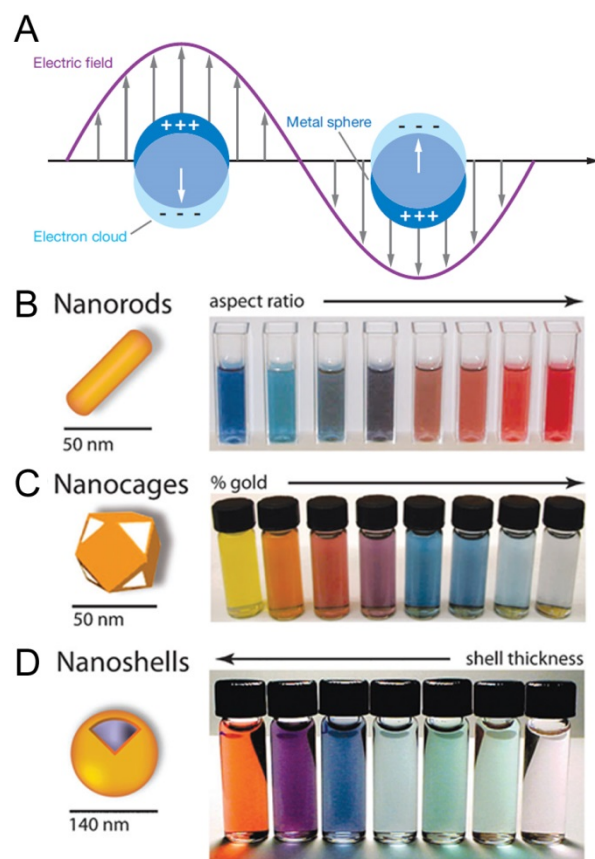 A
Electric field
+++
- - -
Metal sphere
- - -
+++
Electron cloud
B Nanorods
aspect ratio
50 nm
C Nanocages
% gold
50 nm
D Nanoshells
shell thickness
140 nm